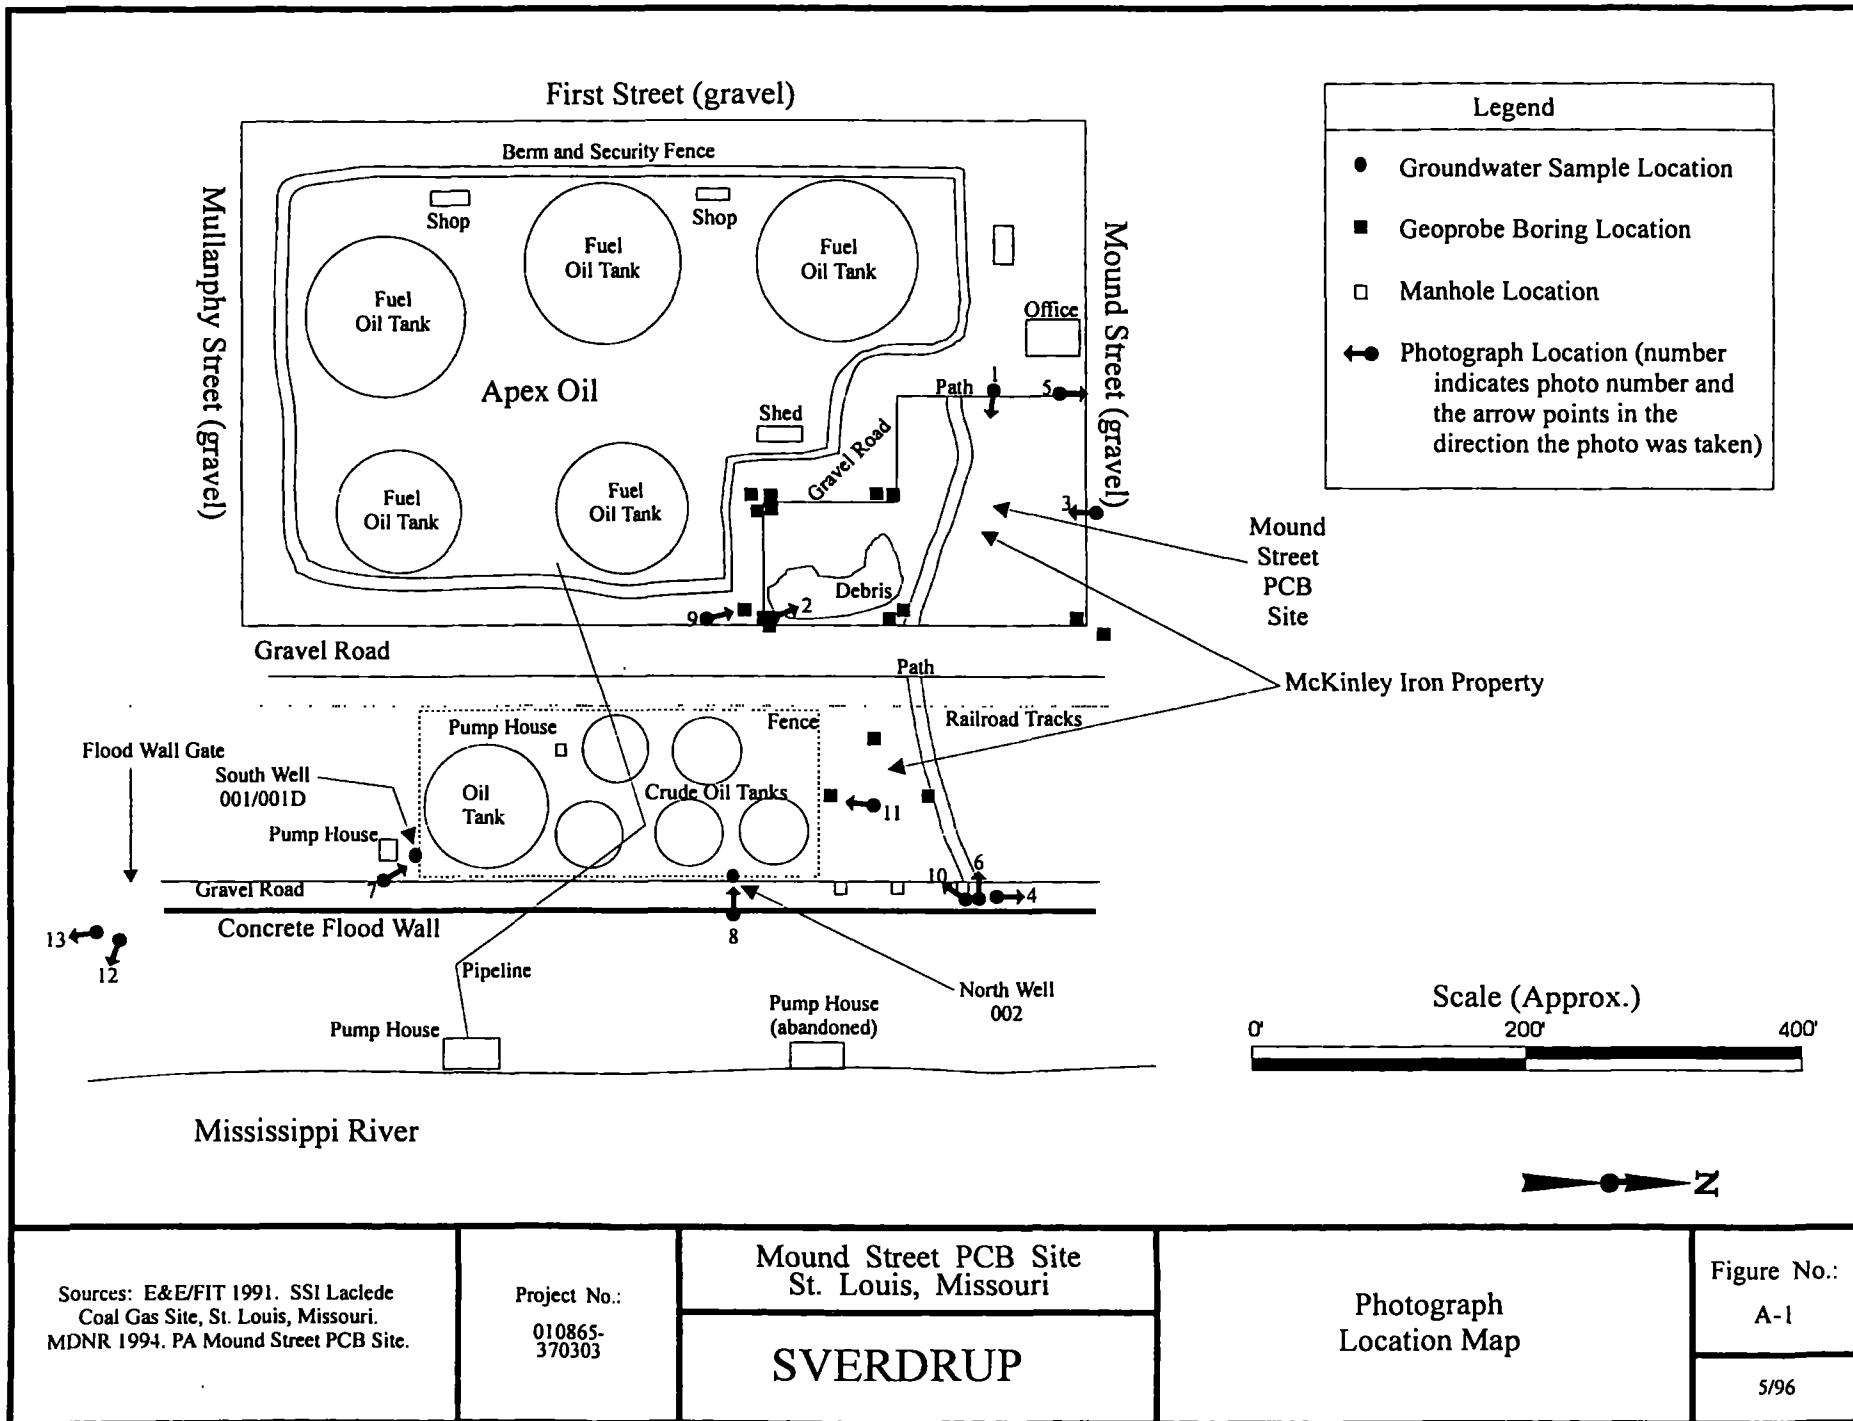 First Street (gravel)
Berm and Security Fence
Mullanphy Street (gravel)
Shop
Shop
Fuel
Oil Tank
Fuel
Oil Tank
Fuel
Oil Tank
Mound Street (gravel)
Office
Apex Oil
Path
1
5
Shed
Gravel Road
3
Fuel
Oil Tank
Fuel
Oil Tank
Debris
9
2
Mound
Street
PCB
Site
Gravel Road
Path
McKinley Iron Property
Pump House
Fence
Railroad Tracks
Flood Wall Gate
South Well
001/001D
Oil
Tank
Crude Oil Tanks
11
Pump House
7
Gravel Road
10
6
4
Concrete Flood Wall
8
13
12
Pipeline
North Well
002
Pump House
Pump House
(abandoned)
Mississippi River
Legend
Groundwater Sample Location
Geoprobe Boring Location
Manhole Location
Photograph Location (number
indicates photo number and
the arrow points in the
direction the photo was taken)
Scale (Approx.)
0' 200' 400'
N
Sources: E&E/FIT 1991. SSI Laclede
Coal Gas Site, St. Louis, Missouri.
MDNR 1994. PA Mound Street PCB Site.
Project No.:
010865-
370303
Mound Street PCB Site
St. Louis, Missouri
SVERDRUP
Photograph
Location Map
Figure No.:
A-1
5/96